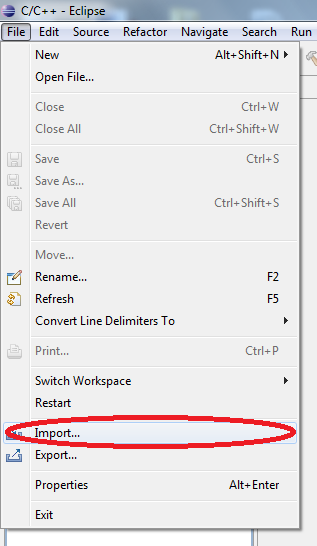 C/C++ - Eclipse
File Edit Source Refactor Navigate Search Run
New Alt+Shift+N
Open File...
Close Ctrl+W
Close All Ctrl+Shift+W
Save Ctrl+S
Save As...
Save All Ctrl+Shift+S
Revert
Move...
Rename... F2
Refresh F5
Convert Line Delimiters To
Print... Ctrl+P
Switch Workspace
Restart
Import...
Export...
Properties Alt+Enter
Exit